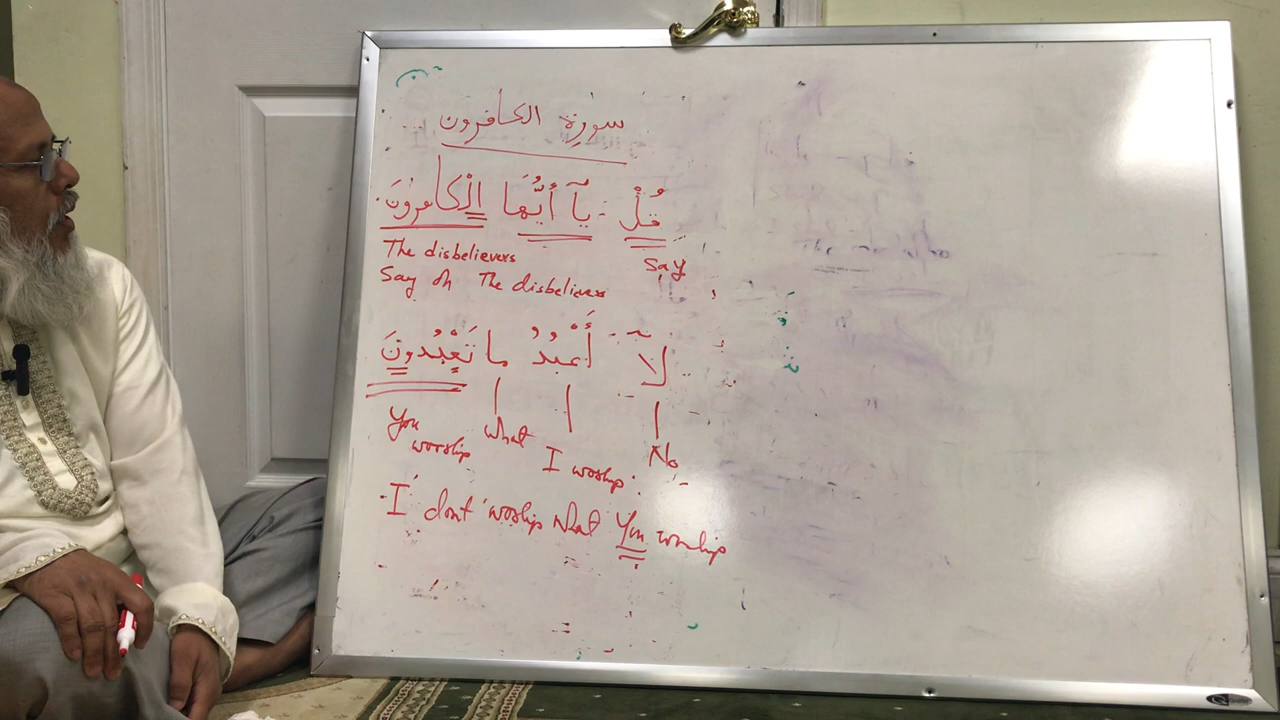 سورة الكافرون
قُلْ يَآ أَيُّهَا الْكَافِرُونَ
The disbelievers Say
Say oh The disbelievers
لَآ أَعْبُدُ ما تَعْبُدُونَ
You worship what I worship No
I dont worship what You worship